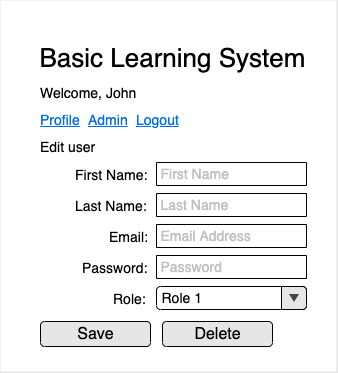 Basic Learning System
Welcome, John
Profile Admin Logout
Edit user
First Name: First Name
Last Name: Last Name
Email: Email Address
Password: Password
Role: Role 1
Save Delete